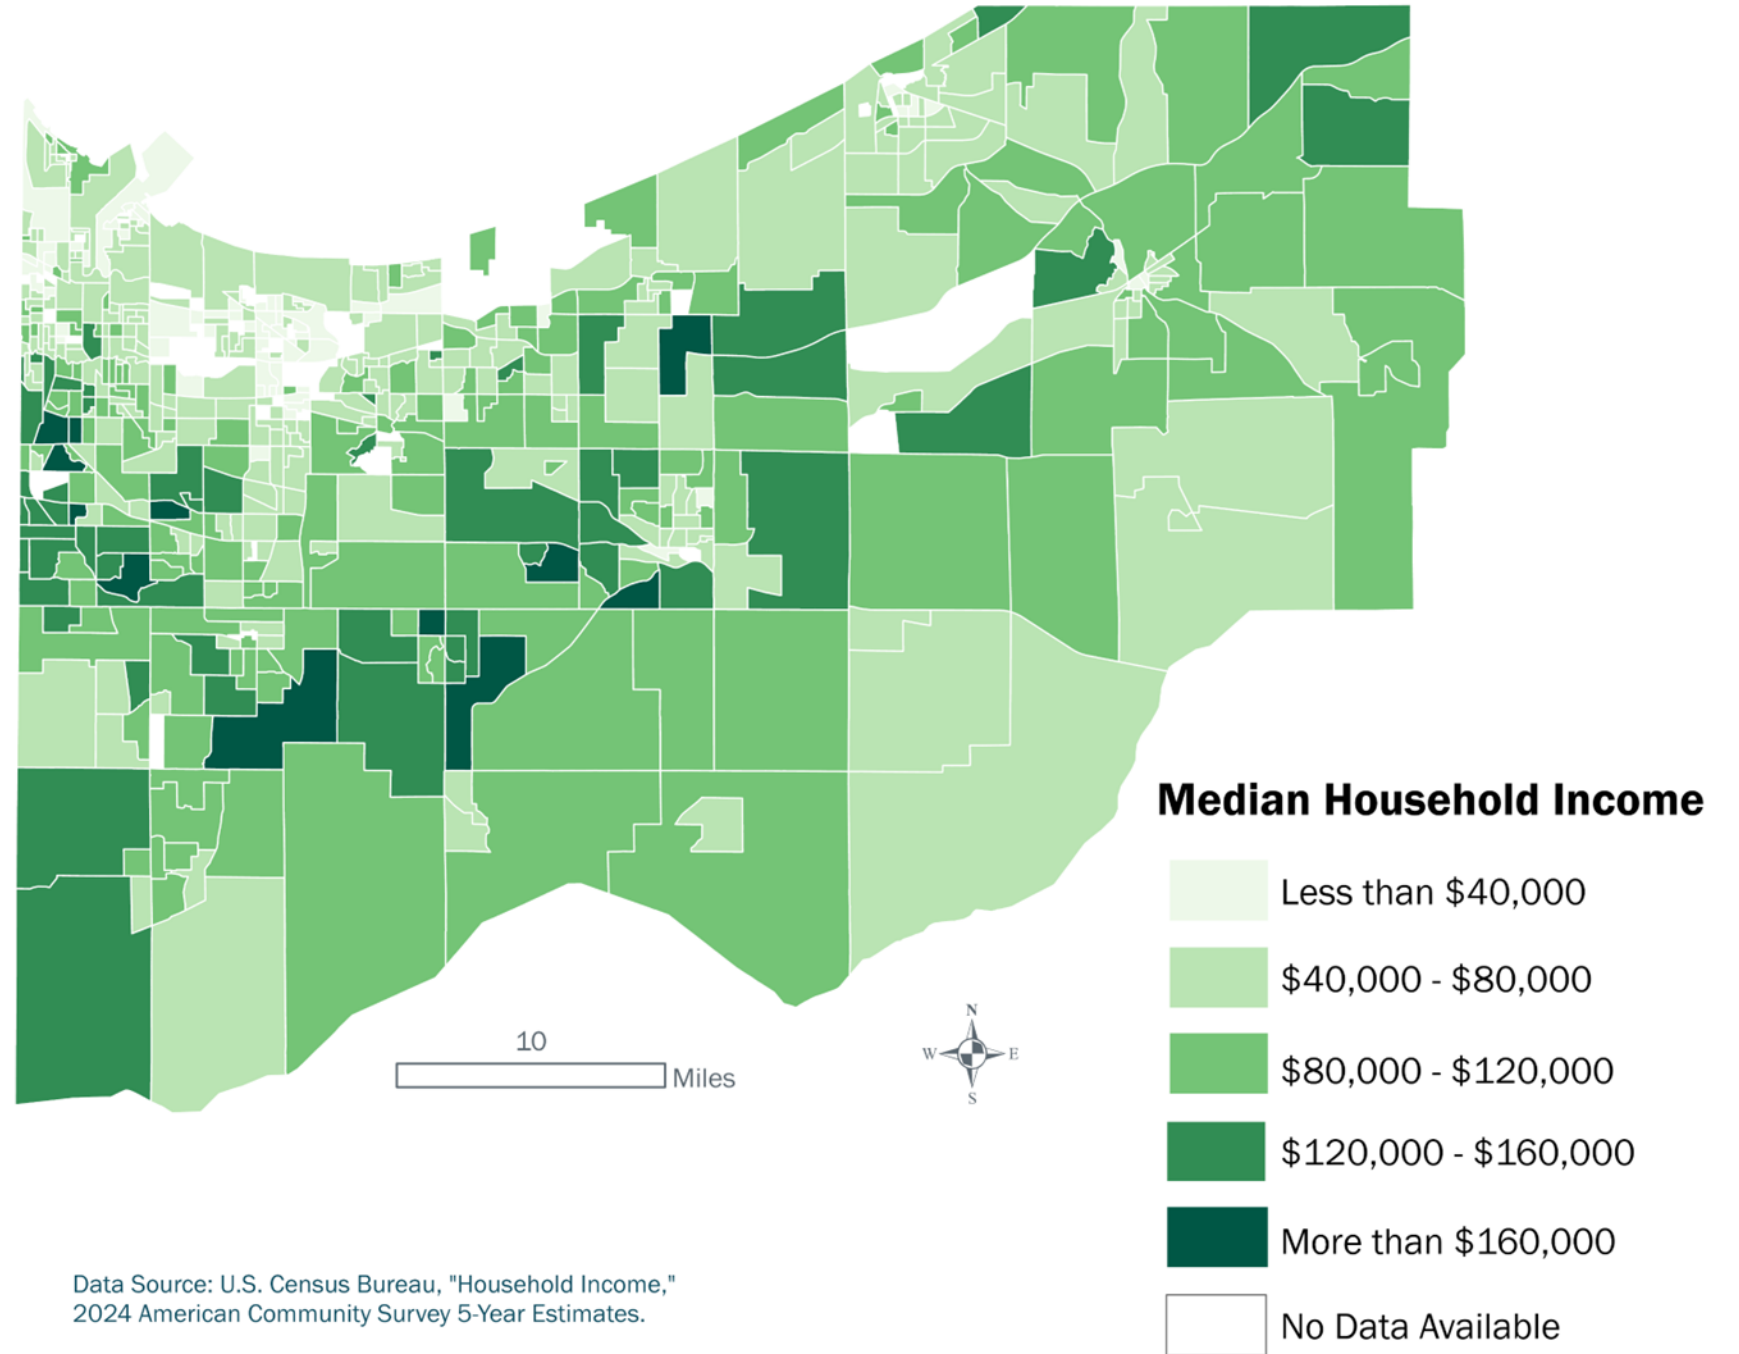 Median Household Income
Less than $40,000
$40,000 - $80,000
$80,000 - $120,000
$120,000 - $160,000
More than $160,000
No Data Available
10
Miles
N
W E
S
Data Source: U.S. Census Bureau, "Household Income,"
2024 American Community Survey 5-Year Estimates.